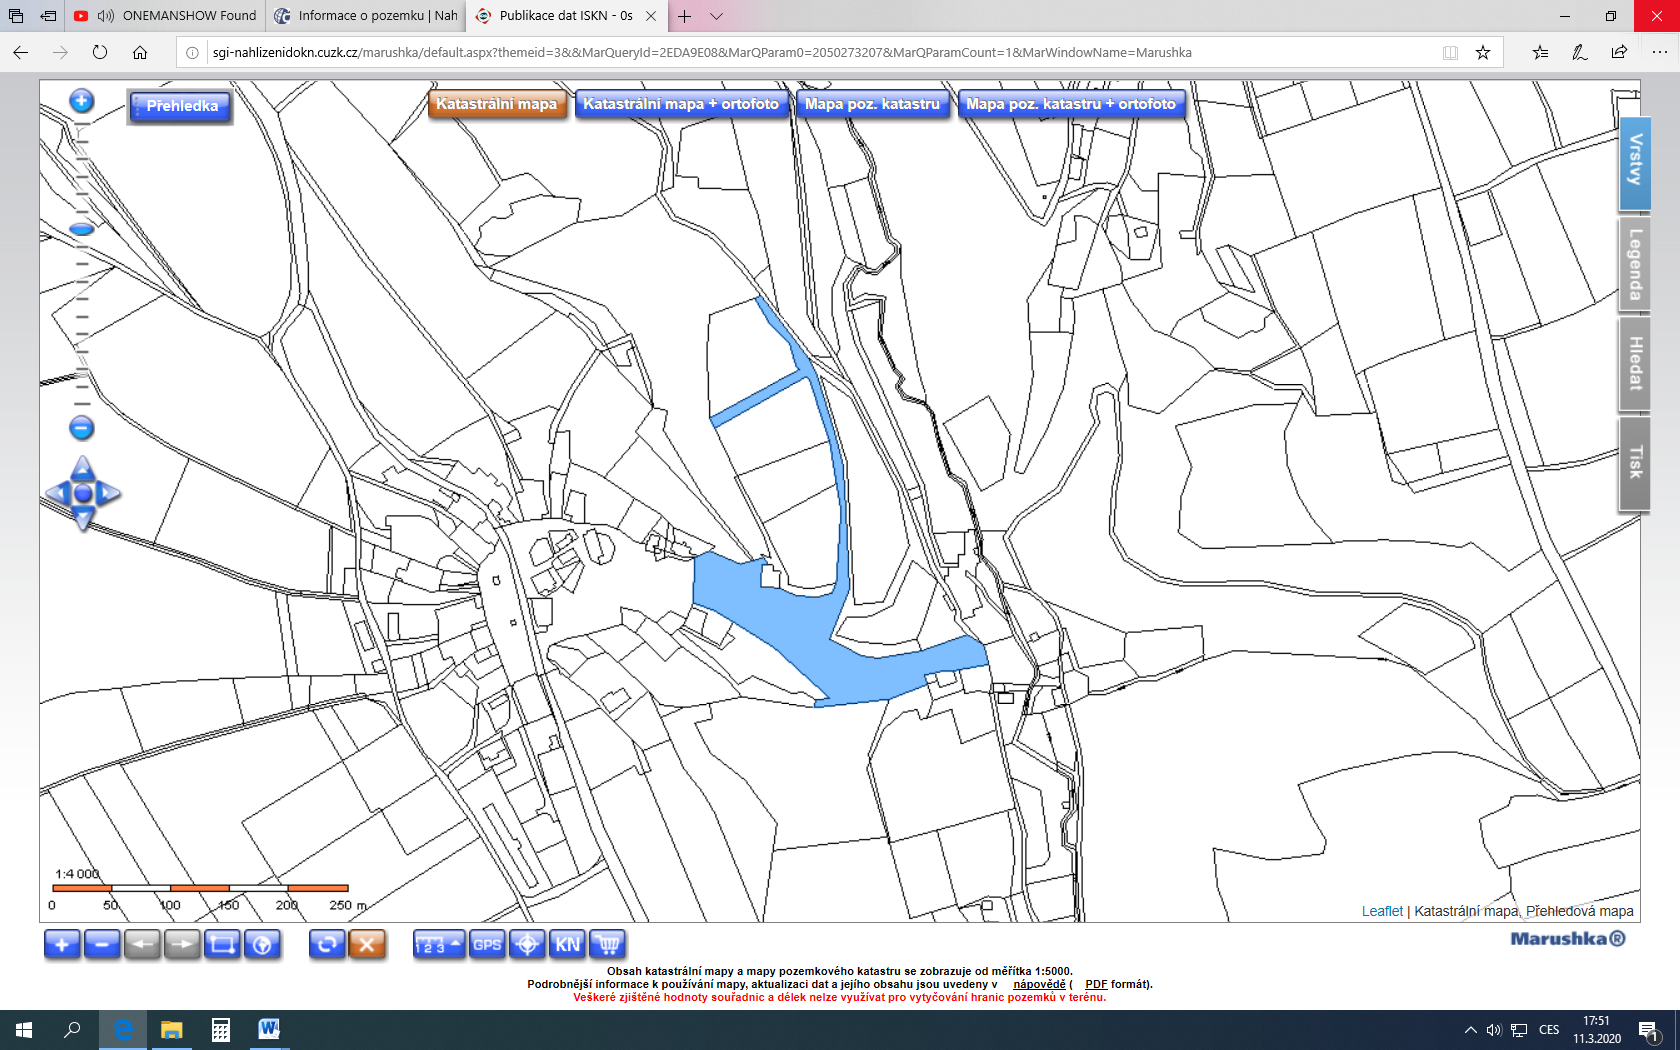 ONEMANSHOW Found
Informace o pozemku | Nah
Publikace dat ISKN - 0s
sgi-nahlizenidokn.cuzk.cz/marushka/default.aspx?themeid=3&&MarQueryId=2EDA9E08&MarQParam0=2050273207&MarQParamCount=1&MarWindowName=Marushka
Přehledka
Katastrální mapa
Katastrální mapa + ortofoto
Mapa poz. katastru
Mapa poz. katastru + ortofoto
Vrstvy
Legenda
Hledat
Tisk
1:4 000
0 50 100 150 200 250 m
Leaflet | Katastrální mapa, Přehledová mapa
Marushka®
1 2 3
GPS
KN
Obsah katastrální mapy a mapy pozemkového katastru se zobrazuje od měřítka 1:5000.
Podrobnější informace k používání mapy, aktualizaci dat a jejího obsahu jsou uvedeny v nápovědě ( PDF formát).
Veškeré zjištěné hodnoty souřadnic a délek nelze využívat pro vytyčování hranic pozemků v terénu.
CES
17:51
11.3.2020
1